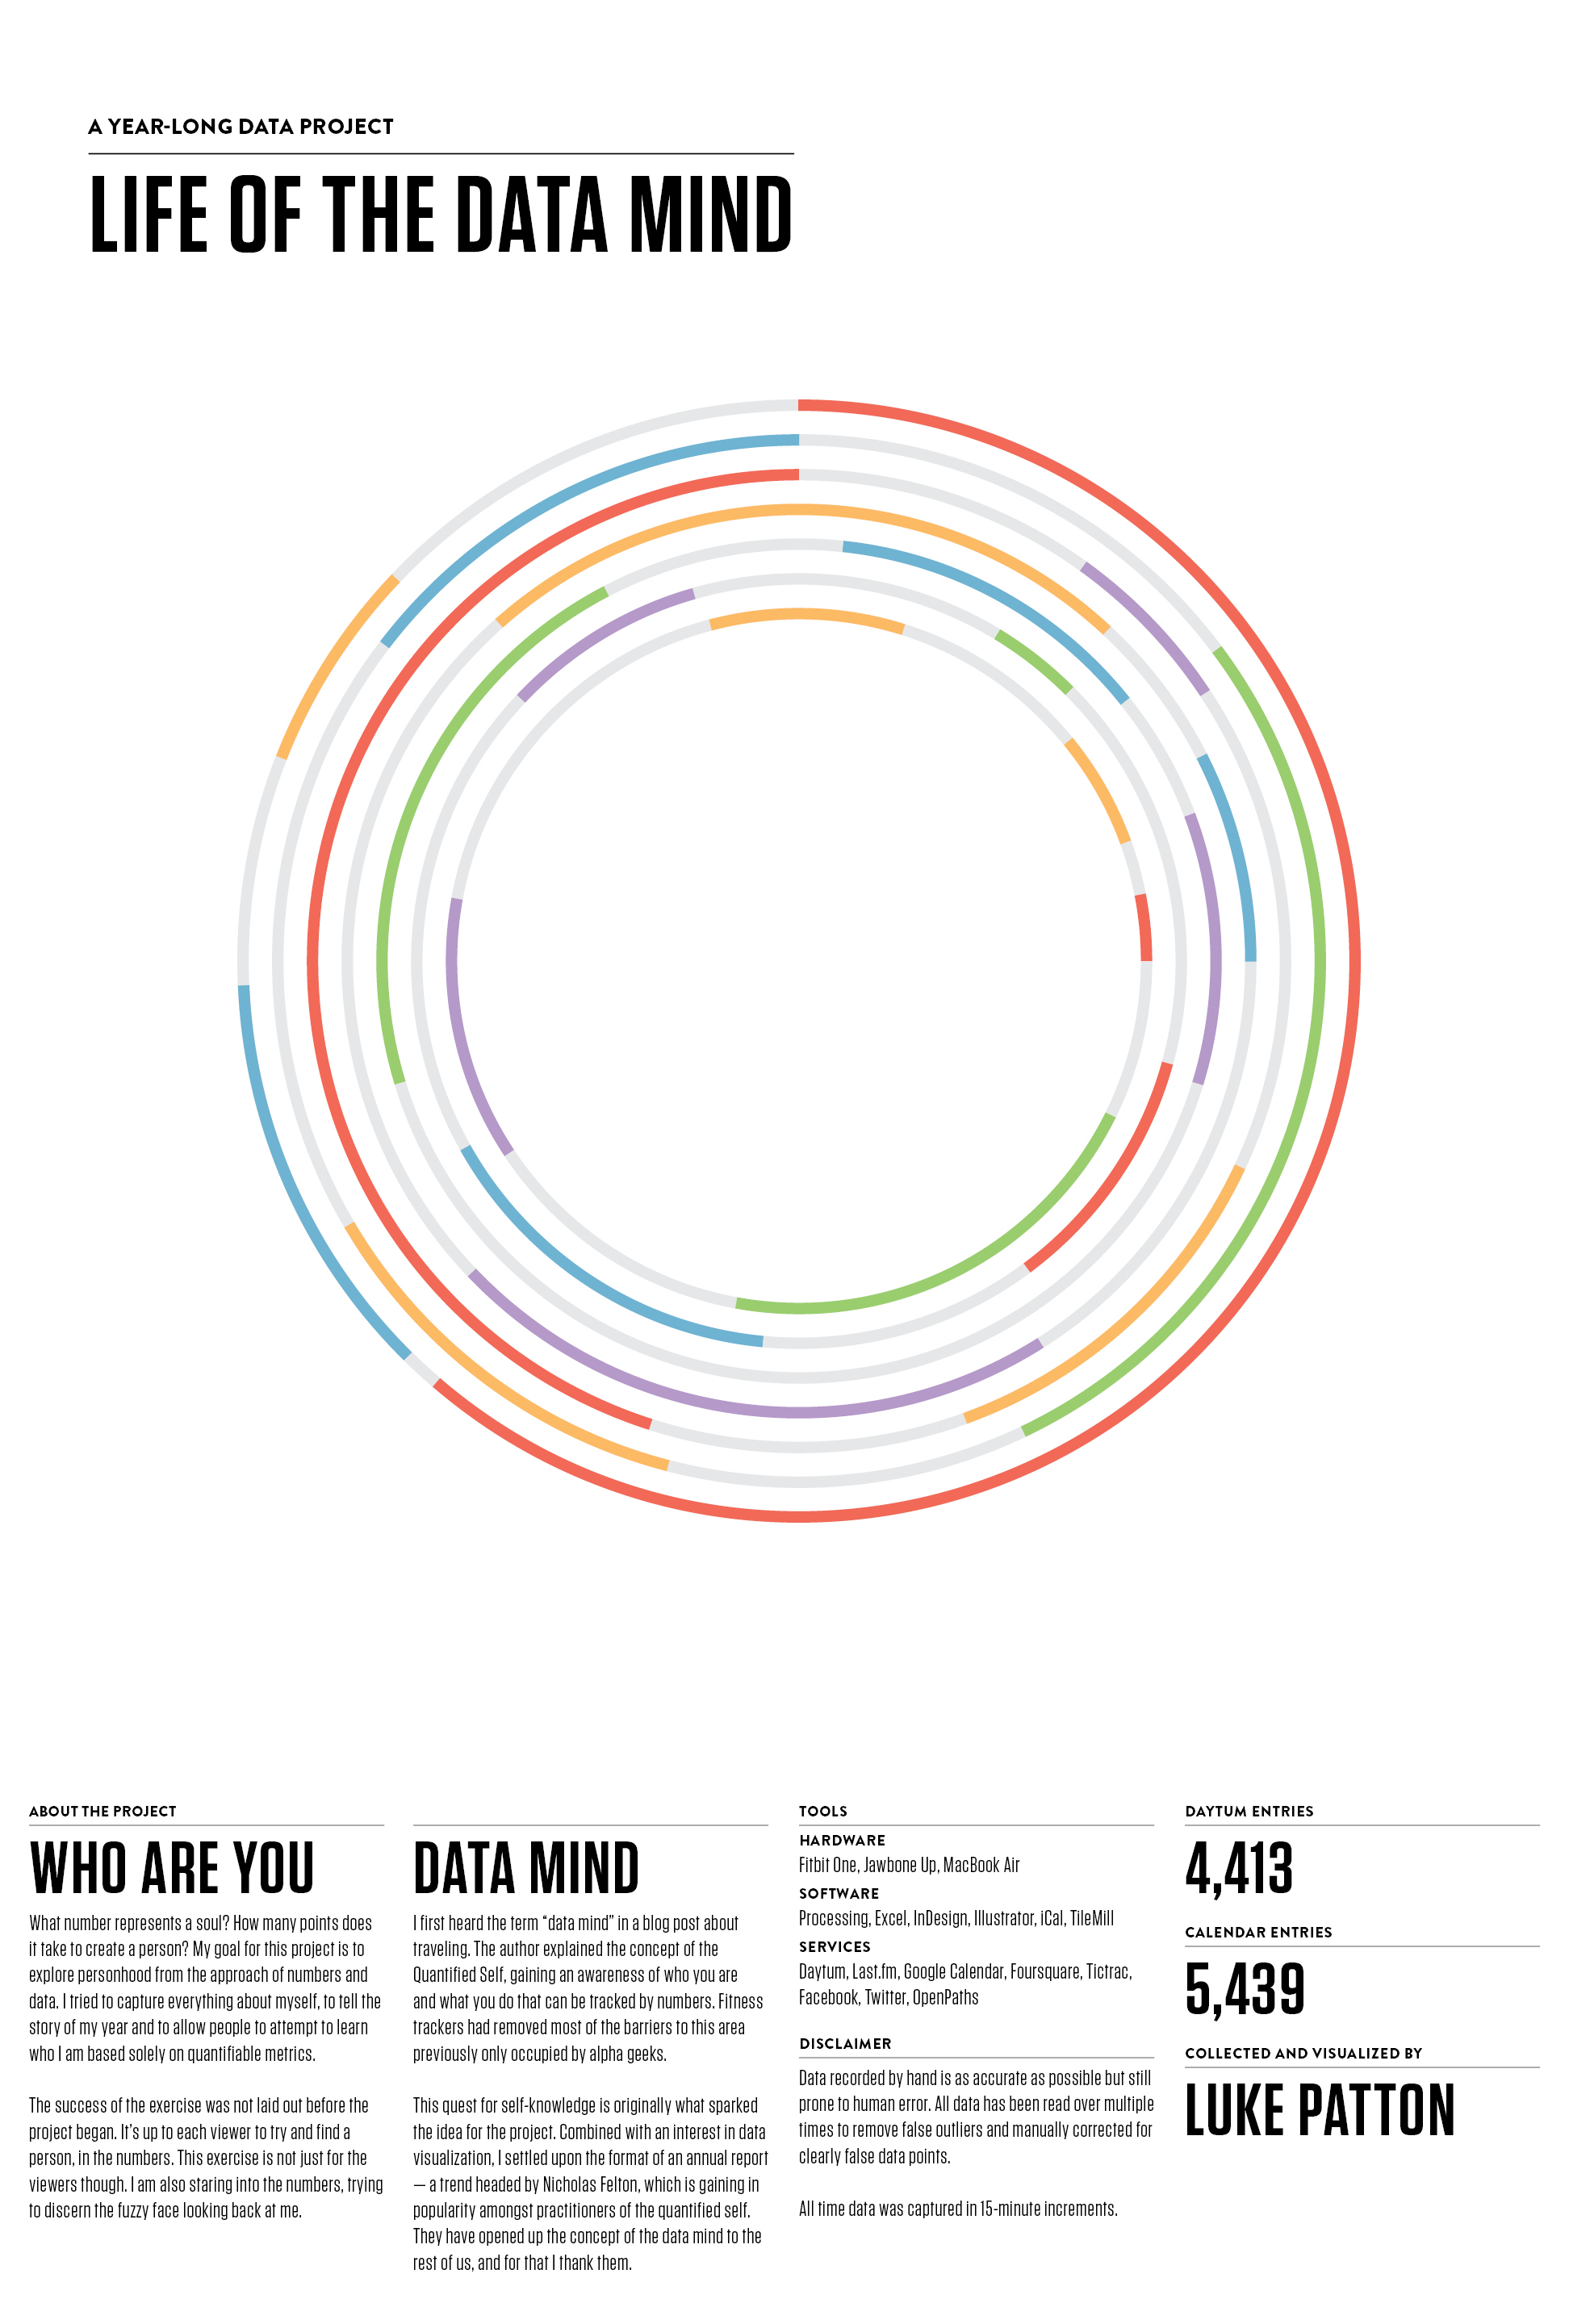 A YEAR-LONG DATA PROJECT
LIFE OF THE DATA MIND
ABOUT THE PROJECT
WHO ARE YOU
What number represents a soul? How many points does
it take to create a person? My goal for this project is to
explore personhood from the approach of numbers and
data. I tried to capture everything about myself, to tell the
story of my year and to allow people to attempt to learn
who I am based solely on quantifiable metrics.
The success of the exercise was not laid out before the
project began. It’s up to each viewer to try and find a
person, in the numbers. This exercise is not just for the
viewers though. I am also staring into the numbers, trying
to discern the fuzzy face looking back at me.
DATA MIND
I first heard the term “data mind” in a blog post about
traveling. The author explained the concept of the
Quantified Self, gaining an awareness of who you are
and what you do that can be tracked by numbers. Fitness
trackers had removed most of the barriers to this area
previously only occupied by alpha geeks.
This quest for self-knowledge is originally what sparked
the idea for the project. Combined with an interest in data
visualization, I settled upon the format of an annual report
— a trend headed by Nicholas Felton, which is gaining in
popularity amongst practitioners of the quantified self.
They have opened up the concept of the data mind to the
rest of us, and for that I thank them.
TOOLS
HARDWARE
Fitbit One, Jawbone Up, MacBook Air
SOFTWARE
Processing, Excel, InDesign, Illustrator, iCal, TileMill
SERVICES
Daytum, Last.fm, Google Calendar, Foursquare, Tictrac,
Facebook, Twitter, OpenPaths
DISCLAIMER
Data recorded by hand is as accurate as possible but still
prone to human error. All data has been read over multiple
times to remove false outliers and manually corrected for
clearly false data points.
All time data was captured in 15-minute increments.
DAYTUM ENTRIES
4,413
CALENDAR ENTRIES
5,439
COLLECTED AND VISUALIZED BY
LUKE PATTON